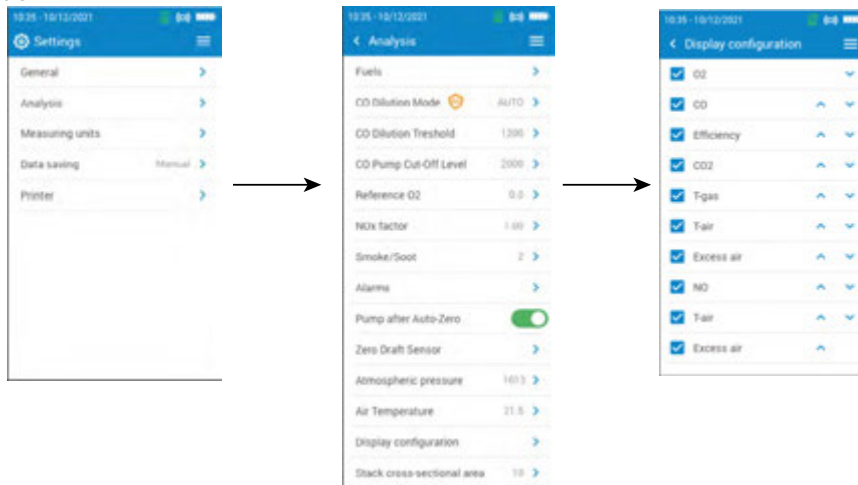 10:35 - 10/12/2021
Settings
General
Analysis
Measuring units
Data saving Manual
Printer
10:35 - 10/12/2021
Analysis
Fuels
CO Dilution Mode AUTO
CO Dilution Treshold 1200
CO Pump Cut-Off Level 2000
Reference O2 0.0
NOx factor 1.00
Smoke/Soot 2
Alarms
Pump after Auto-Zero
Zero Draft Sensor
Atmospheric pressure 1013
Air Temperature 21.5
Display configuration
Stack cross-sectional area 10
10:35 - 10/12/2021
Display configuration
O2
CO
Efficiency
CO2
T-gas
T-air
Excess air
NO
T-air
Excess air